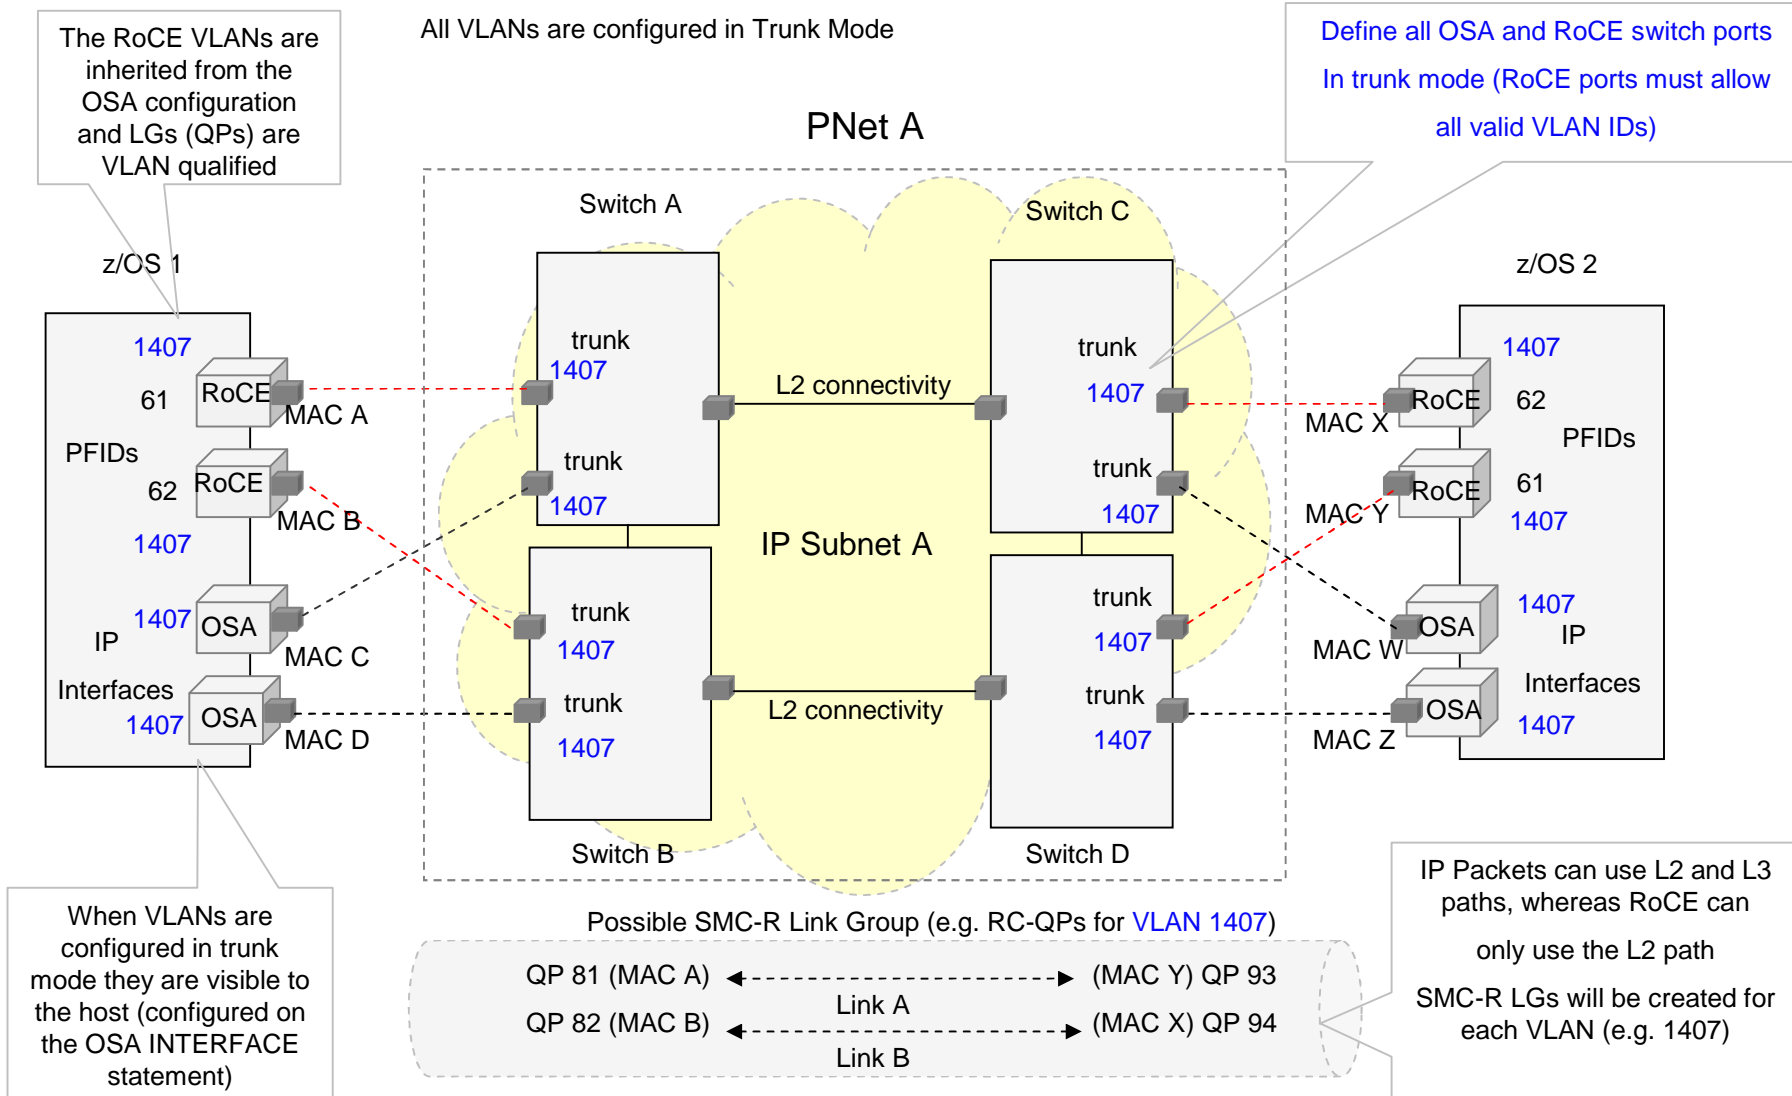 All VLANs are configured in Trunk Mode
The RoCE VLANs are
inherited from the
OSA configuration
and LGs (QPs) are
VLAN qualified
Define all OSA and RoCE switch ports
In trunk mode (RoCE ports must allow
all valid VLAN IDs)
PNet A
Switch A
Switch C
z/OS 1
z/OS 2
1407
61
PFIDs
62
1407
1407
IP
Interfaces
1407
RoCE
MAC A
RoCE
MAC B
OSA
MAC C
OSA
MAC D
trunk
1407
trunk
1407
trunk
1407
trunk
1407
L2 connectivity
IP Subnet A
L2 connectivity
trunk
1407
trunk
1407
trunk
1407
trunk
1407
MAC X
RoCE
MAC Y
RoCE
MAC W
OSA
MAC Z
OSA
1407
62
PFIDs
61
1407
1407
IP
Interfaces
1407
Switch B
Switch D
When VLANs are
configured in trunk
mode they are visible to
the host (configured on
the OSA INTERFACE
statement)
Possible SMC-R Link Group (e.g. RC-QPs for VLAN 1407)
QP 81 (MAC A)
(MAC Y) QP 93
Link A
QP 82 (MAC B)
(MAC X) QP 94
Link B
IP Packets can use L2 and L3
paths, whereas RoCE can
only use the L2 path
SMC-R LGs will be created for
each VLAN (e.g. 1407)